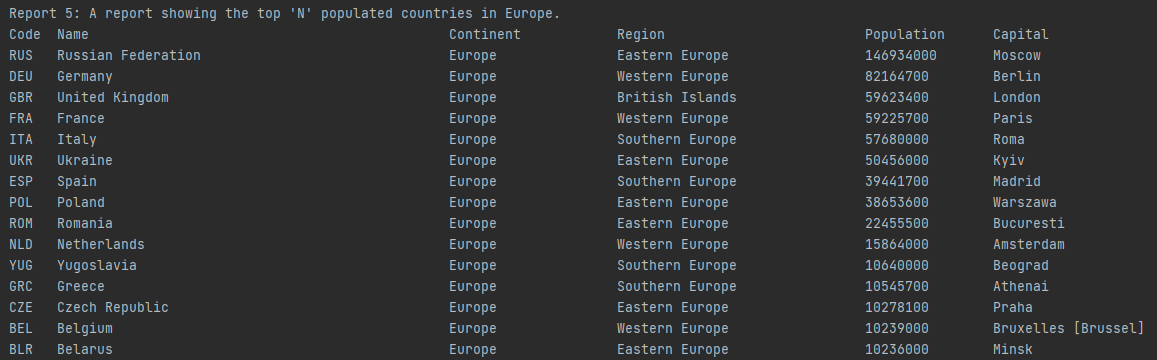 Report 5: A report showing the top 'N' populated countries in Europe.
Code Name Continent Region Population Capital
RUS Russian Federation Europe Eastern Europe 146934000 Moscow
DEU Germany Europe Western Europe 82164700 Berlin
GBR United Kingdom Europe British Islands 59623400 London
FRA France Europe Western Europe 59225700 Paris
ITA Italy Europe Southern Europe 57680000 Roma
UKR Ukraine Europe Eastern Europe 50456000 Kyiv
ESP Spain Europe Southern Europe 39441700 Madrid
POL Poland Europe Eastern Europe 38653600 Warszawa
ROM Romania Europe Eastern Europe 22455500 Bucuresti
NLD Netherlands Europe Western Europe 15864000 Amsterdam
YUG Yugoslavia Europe Southern Europe 10640000 Beograd
GRC Greece Europe Southern Europe 10545700 Athenai
CZE Czech Republic Europe Eastern Europe 10278100 Praha
BEL Belgium Europe Western Europe 10239000 Bruxelles [Brussel]
BLR Belarus Europe Eastern Europe 10236000 Minsk